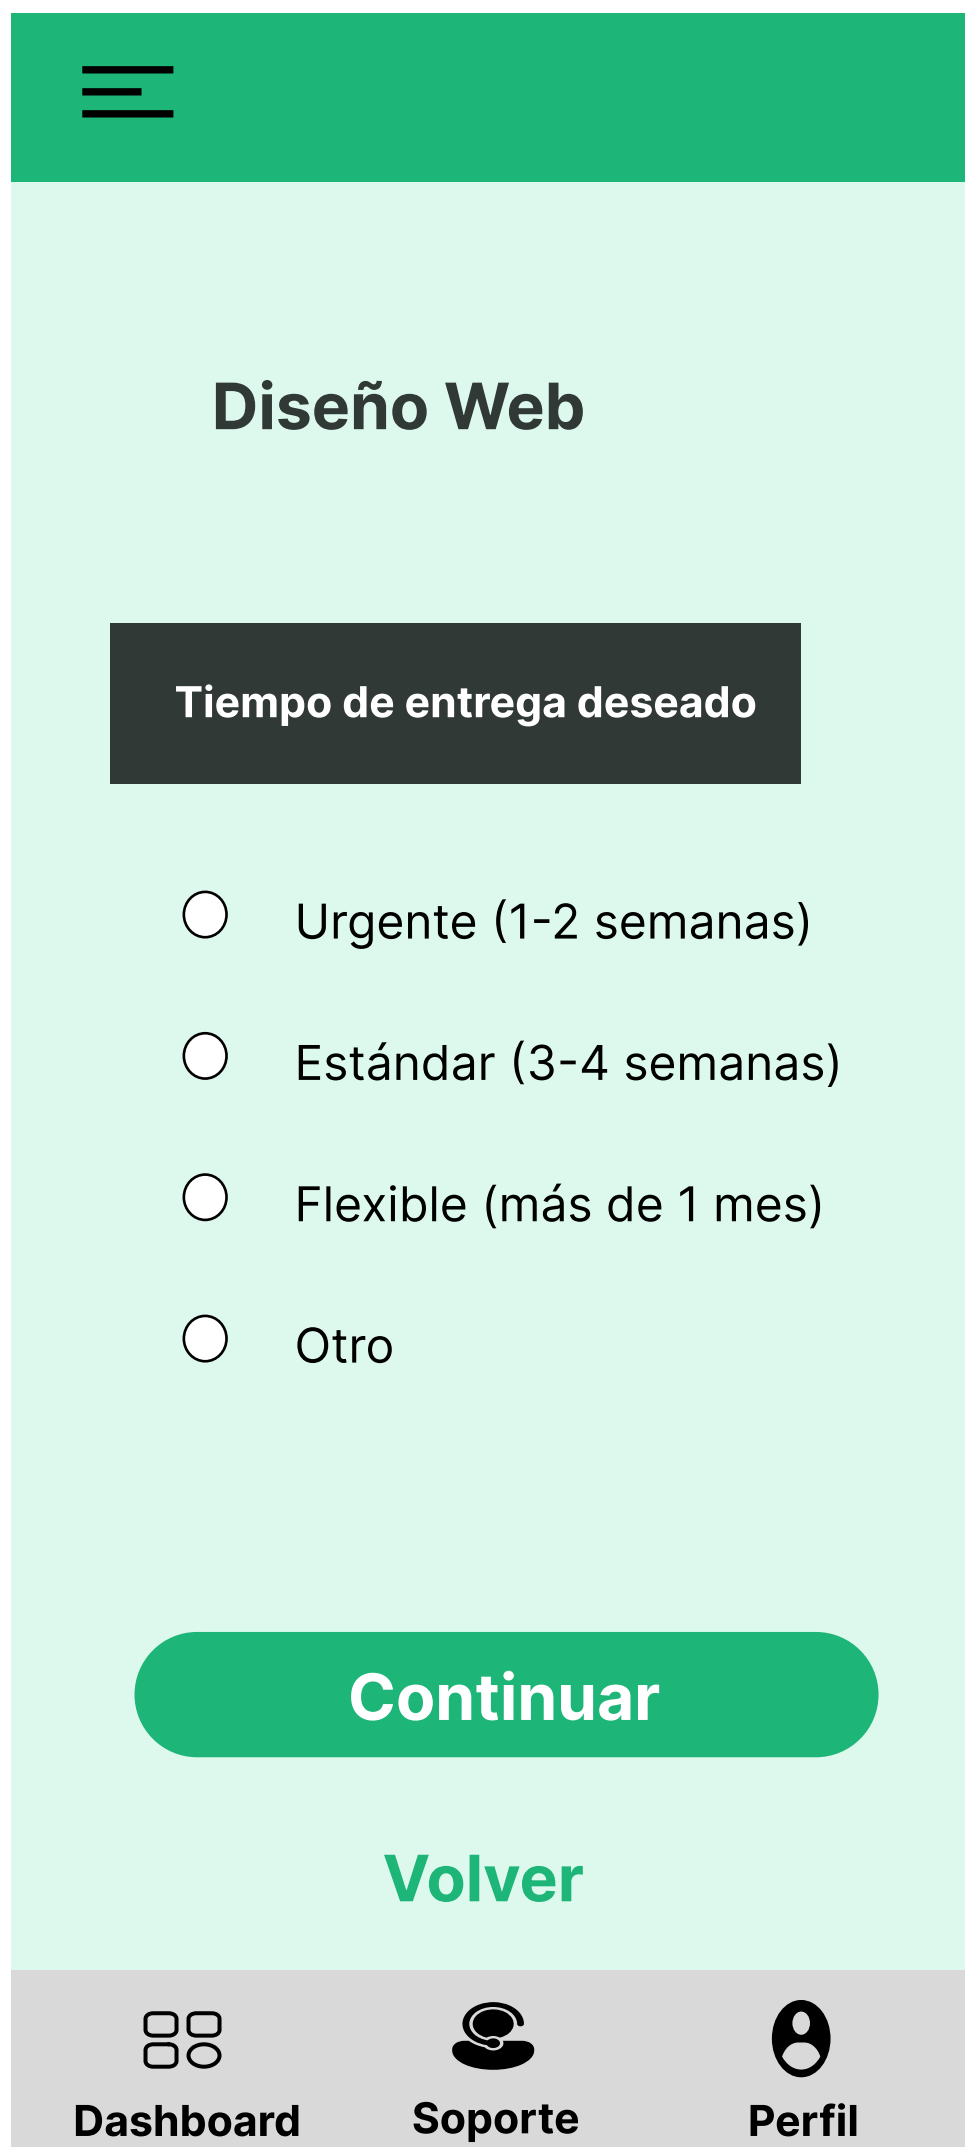 Diseño Web
Tiempo de entrega deseado
Urgente (1-2 semanas)
Estándar (3-4 semanas)
Flexible (más de 1 mes)
Otro
Continuar
Volver
Dashboard
Soporte
Perfil